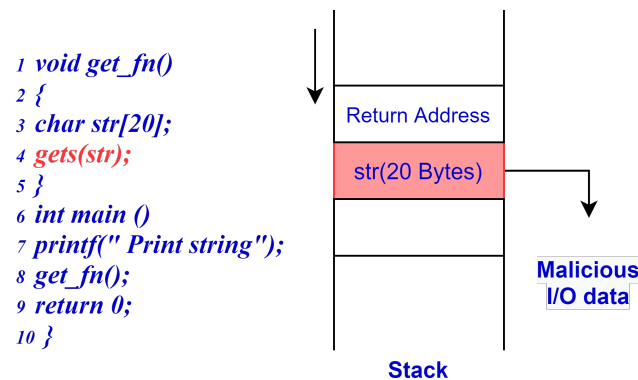 1 void get_fn()
2 {
3 char str[20];
4 gets(str);
5 }
6 int main ()
7 printf(" Print string");
8 get_fn();
9 return 0;
10 }
Return Address
str(20 Bytes)
Malicious
I/O data
Stack